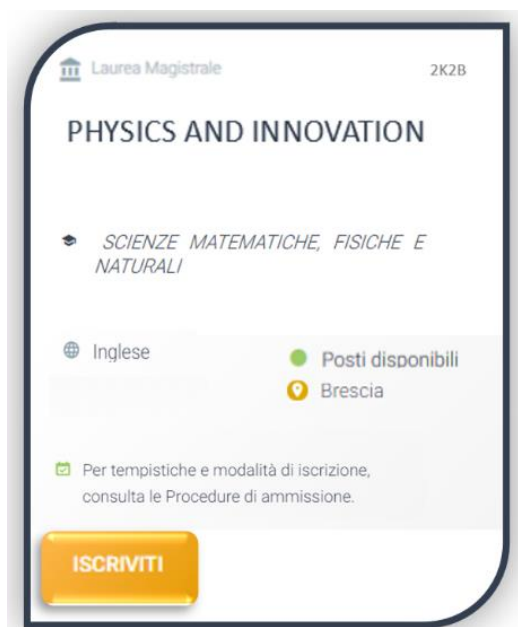 Laurea Magistrale 2K2B
PHYSICS AND INNOVATION
SCIENZE MATEMATICHE, FISICHE E
NATURALI
Inglese
Posti disponibili
Brescia
Per tempistiche e modalità di iscrizione,
consulta le Procedure di ammissione.
ISCRIVITI